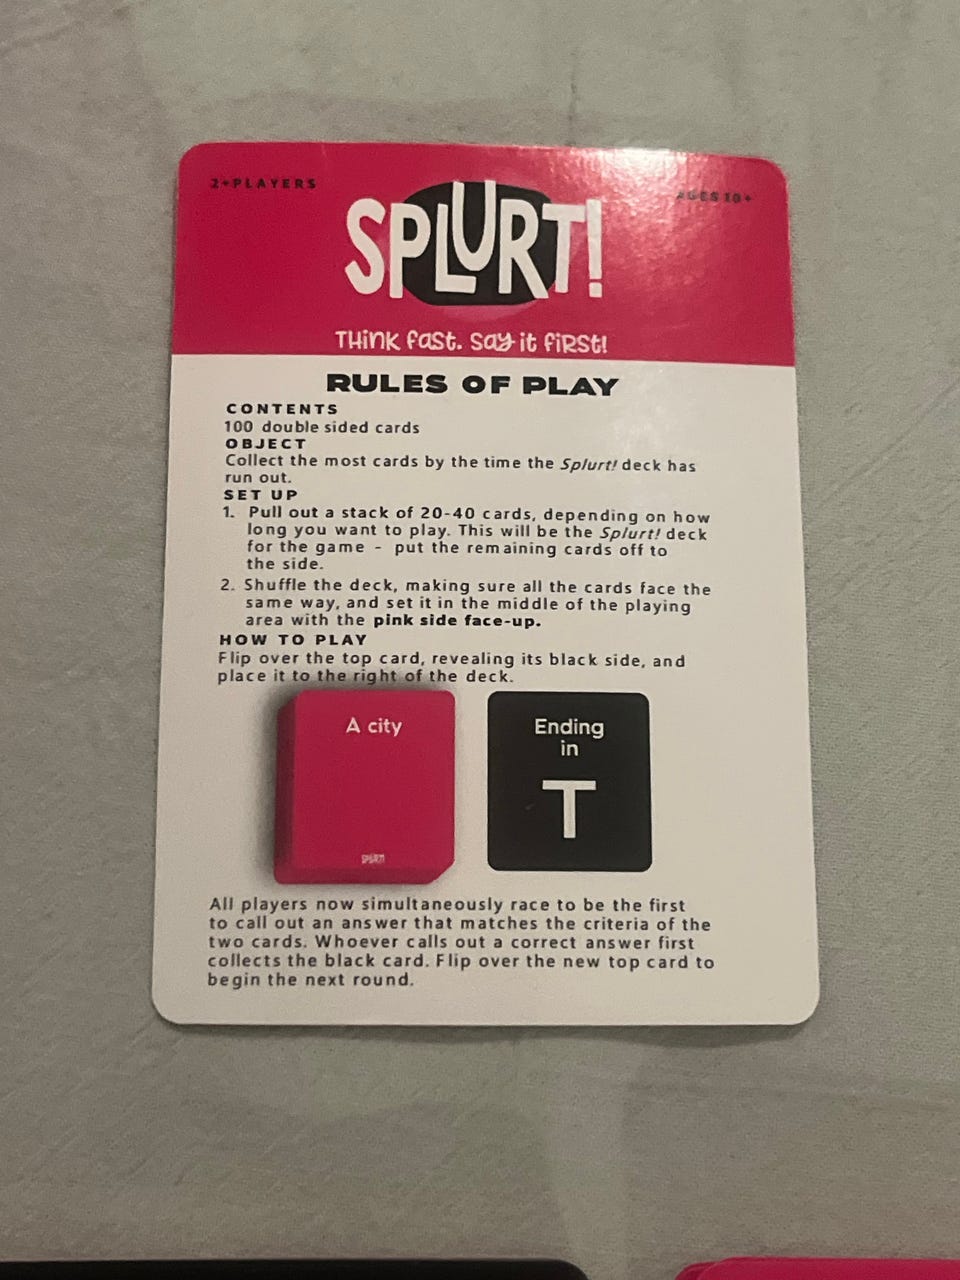 2+PLAYERS
AGES 10+
SPLURT!
THiNK fast. Say it fiRSt!
RULES OF PLAY
CONTENTS
100 double sided cards
OBJECT
Collect the most cards by the time the Splurt! deck has
run out.
SET UP
1. Pull out a stack of 20-40 cards, depending on how
long you want to play. This will be the Splurt! deck
for the game - put the remaining cards off to
the side.
2. Shuffle the deck, making sure all the cards face the
same way, and set it in the middle of the playing
area with the pink side face-up.
HOW TO PLAY
Flip over the top card, revealing its black side, and
place it to the right of the deck.
A city
SPLURT!
Ending
in
T
All players now simultaneously race to be the first
to call out an answer that matches the criteria of the
two cards. Whoever calls out a correct answer first
collects the black card. Flip over the new top card to
begin the next round.